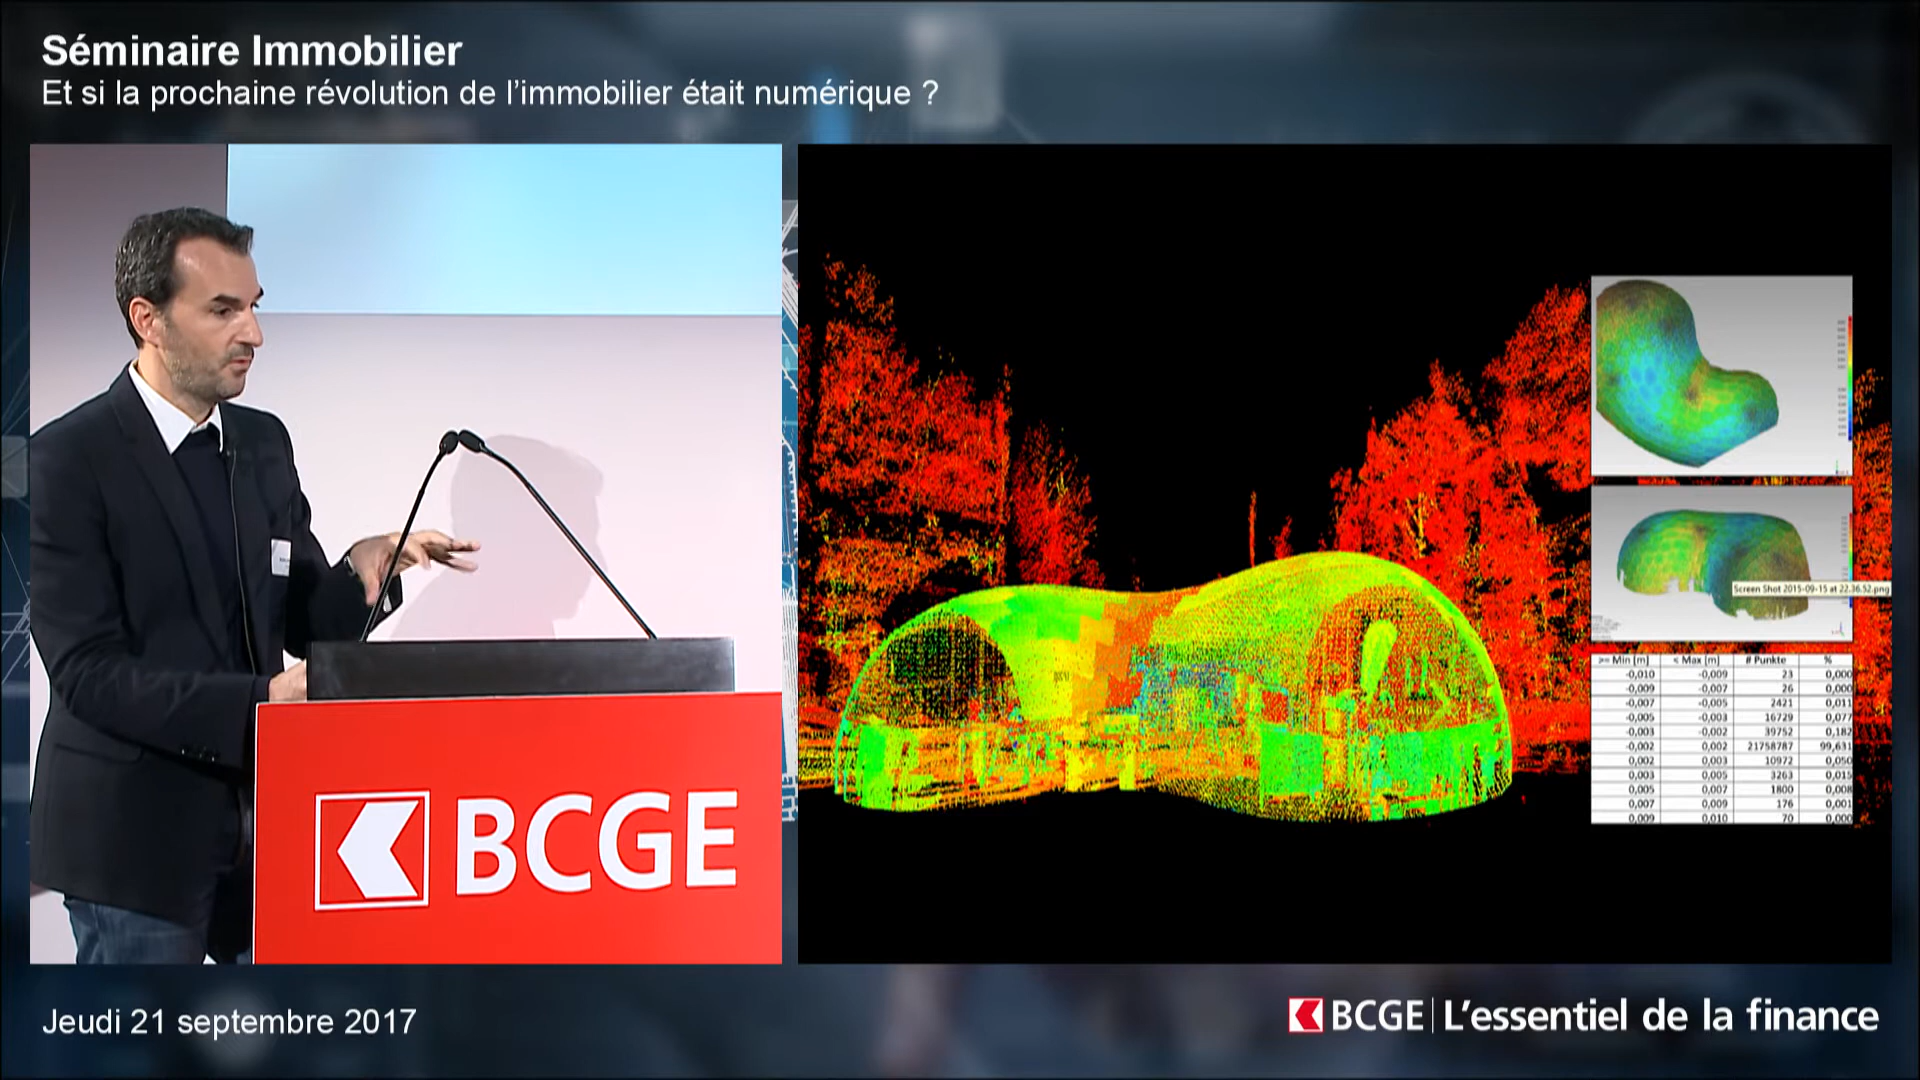 Séminaire Immobilier
Et si la prochaine révolution de l'immobilier était numérique ?
Screen Shot 2015-09-15 at 22.36.52.png
>= Min [m] < Max [m] # Punkte %
-0,010 -0,009 23 0,000
-0,009 -0,007 26 0,000
-0,007 -0,005 2421 0,011
-0,005 -0,003 16729 0,077
-0,003 -0,002 39752 0,182
-0,002 0,002 21758787 99,631
0,002 0,003 10972 0,050
0,003 0,005 3263 0,015
0,005 0,007 1800 0,008
0,007 0,009 176 0,001
0,009 0,010 70 0,000
BCGE
Jeudi 21 septembre 2017
BCGE L'essentiel de la finance